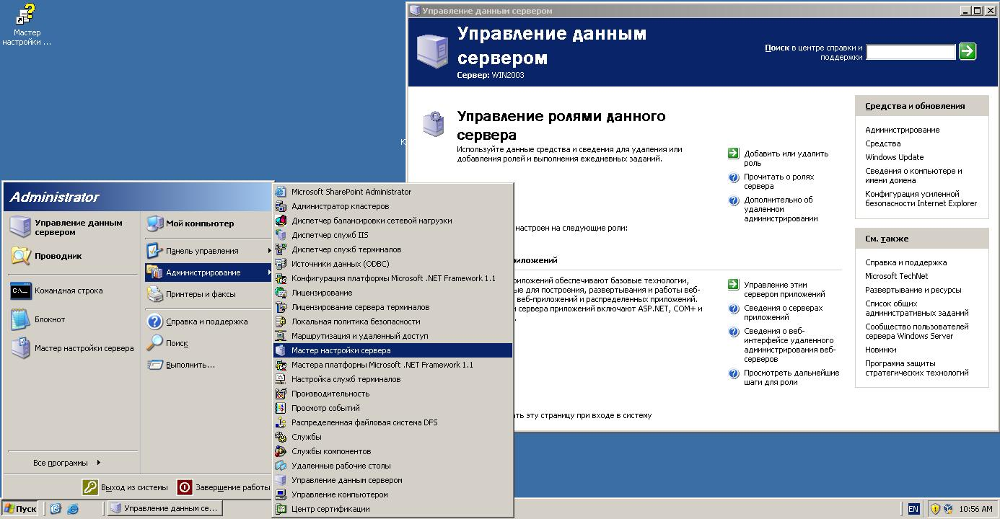 Мастер
настройки ...
К
Управление данным сервером
Управление данным
сервером
Сервер: WIN2003
Поиск в центре справки и
поддержки
Управление ролями данного
сервера
Используйте данные средства и сведения для удаления или
добавления ролей и выполнения ежедневных заданий.
Добавить или удалить
роль
Прочитать о ролях
сервера
Дополнительно об
удаленном
администрировании
настроен на следующие роли:
риложений
риложений обеспечивают базовые технологии,
ые для построения, развертывания и работы веб-
веб-приложений и распределенных приложений.
и сервера приложений включают ASP.NET, COM+ и
.
Управление этим
сервером приложений
Сведения о серверах
приложений
Сведения о веб-
интерфейсе удаленного
администрирования веб-
серверов
Просмотреть дальнейшие
шаги для роли
ть эту страницу при входе в систему
Средства и обновления
Администрирование
Средства
Windows Update
Сведения о компьютере и
имени домена
Конфигурация усиленной
безопасности Internet Explorer
См. также
Справка и поддержка
Microsoft TechNet
Развертывание и ресурсы
Список общих
административных заданий
Сообщество пользователей
сервера Windows Server
Новинки
Программа защиты
стратегических технологий
Administrator
Управление данным
сервером
Проводник
Командная строка
Блокнот
Мастер настройки сервера
Все программы
Мой компьютер
Панель управления
Администрирование
Принтеры и факсы
Справка и поддержка
Поиск
Выполнить...
Выход из системы
Завершение работы
Microsoft SharePoint Administrator
Администратор кластеров
Диспетчер балансировки сетевой нагрузки
Диспетчер служб IIS
Диспетчер служб терминалов
Источники данных (ODBC)
Конфигурация платформы Microsoft .NET Framework 1.1
Лицензирование
Лицензирование сервера терминалов
Локальная политика безопасности
Маршрутизация и удаленный доступ
Мастер настройки сервера
Мастера платформы Microsoft .NET Framework 1.1
Настройка служб терминалов
Производительность
Просмотр событий
Распределенная файловая система DFS
Службы
Службы компонентов
Удаленные рабочие столы
Управление данным сервером
Управление компьютером
Центр сертификации
Пуск
Управление данным се...
EN
10:56 AM